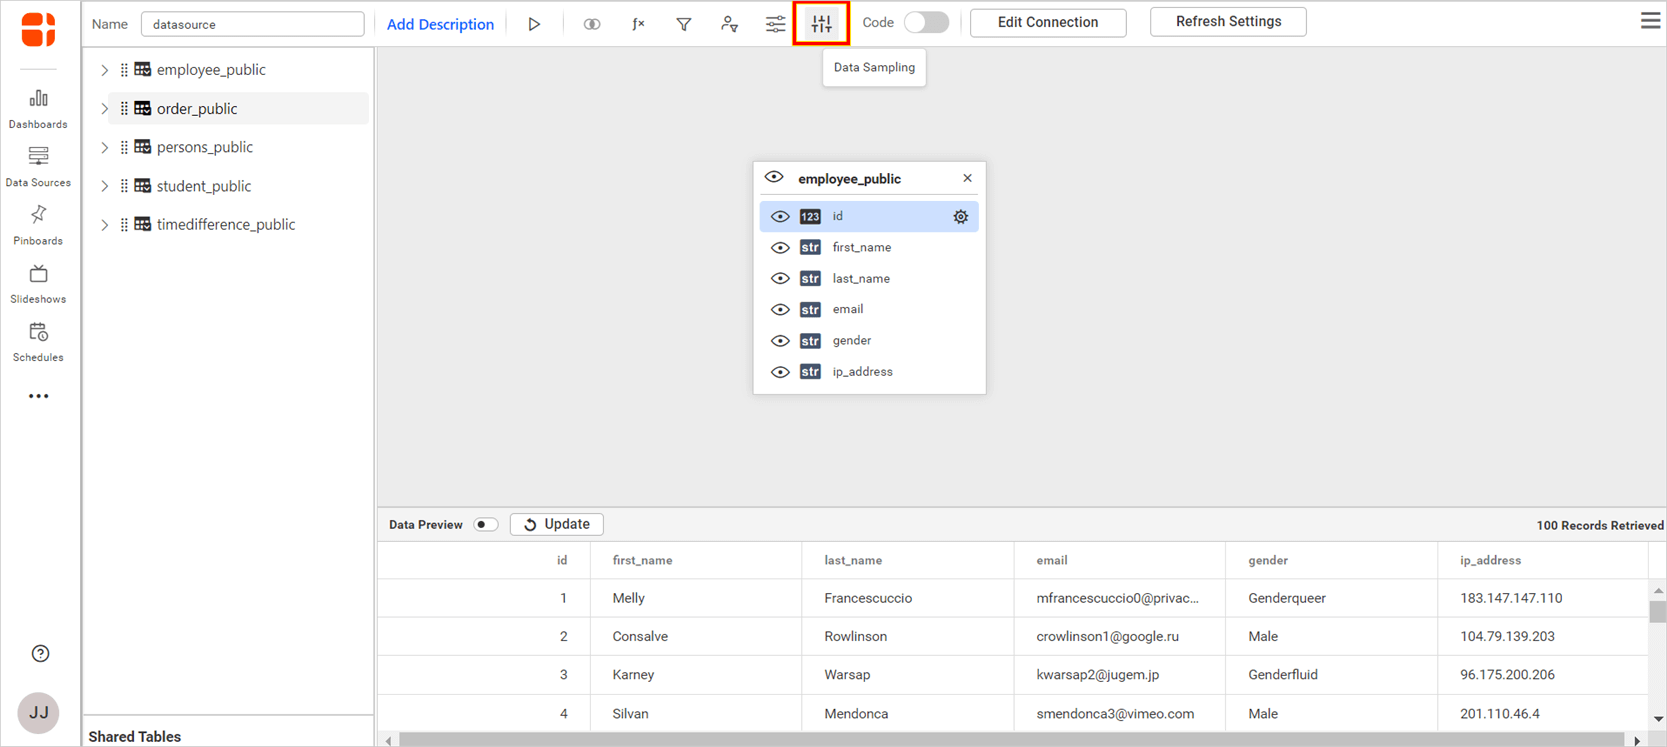 Name
datasource
Add Description
ƒx
Code
Edit Connection
Refresh Settings
Data Sampling
Dashboards
Data Sources
Pinboards
Slideshows
Schedules
JJ
employee_public
order_public
persons_public
student_public
timedifference_public
Shared Tables
employee_public
123 id
str first_name
str last_name
str email
str gender
str ip_address
Data Preview
Update
100 Records Retrieved
id first_name last_name email gender ip_address
1 Melly Francescuccio mfrancescuccio0@privac... Genderqueer 183.147.147.110
2 Consalve Rowlinson crowlinson1@google.ru Male 104.79.139.203
3 Karney Warsap kwarsap2@jugem.jp Genderfluid 96.175.200.206
4 Silvan Mendonca smendonca3@vimeo.com Male 201.110.46.4